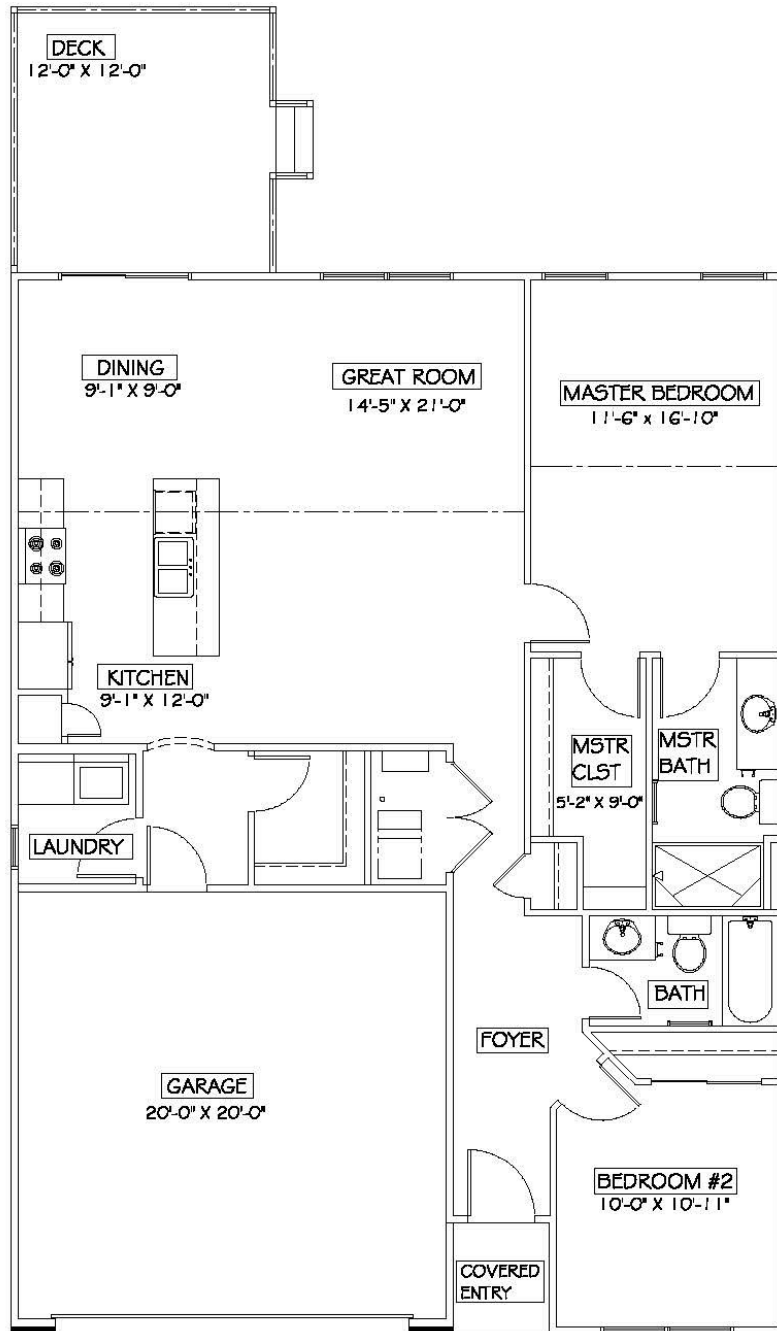 DECK
12'-0" X 12'-0"
DINING
9'-1" X 9'-0"
GREAT ROOM
14'-5" X 21'-0"
MASTER BEDROOM
11'-6" x 16'-10"
KITCHEN
9'-1" X 12'-0"
MSTR
CLST
5'-2" X 9'-0"
MSTR
BATH
LAUNDRY
BATH
FOYER
GARAGE
20'-0" X 20'-0"
BEDROOM #2
10'-0" X 10'-11"
COVERED
ENTRY